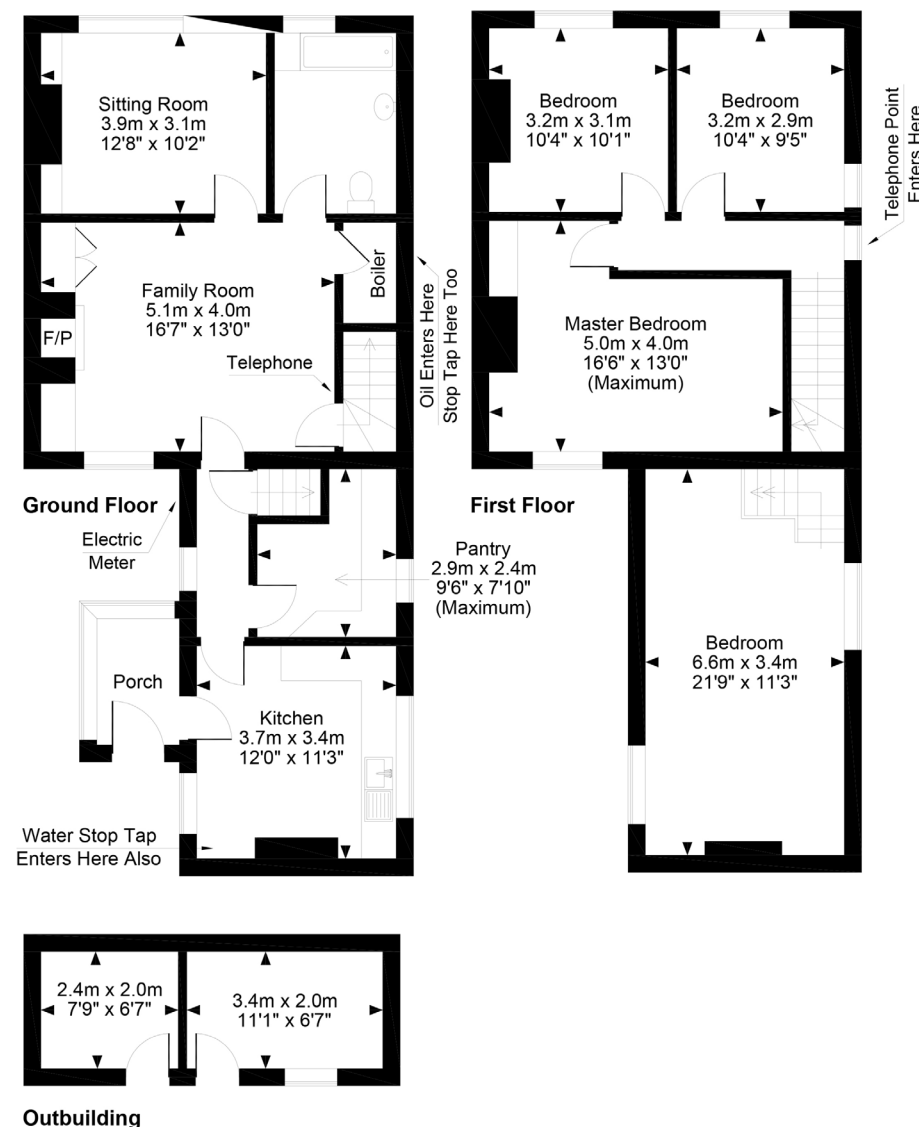 Sitting Room
3.9m x 3.1m
12'8" x 10'2"
Family Room
5.1m x 4.0m
16'7" x 13'0"
F/P
Boiler
Telephone
Oil Enters Here
Stop Tap Here Too
Ground Floor
Electric
Meter
Pantry
2.9m x 2.4m
9'6" x 7'10"
(Maximum)
Porch
Kitchen
3.7m x 3.4m
12'0" x 11'3"
Water Stop Tap
Enters Here Also
Bedroom
3.2m x 3.1m
10'4" x 10'1"
Bedroom
3.2m x 2.9m
10'4" x 9'5"
Telephone Point
Enters Here
Master Bedroom
5.0m x 4.0m
16'6" x 13'0"
(Maximum)
First Floor
Bedroom
6.6m x 3.4m
21'9" x 11'3"
2.4m x 2.0m
7'9" x 6'7"
3.4m x 2.0m
11'1" x 6'7"
Outbuilding